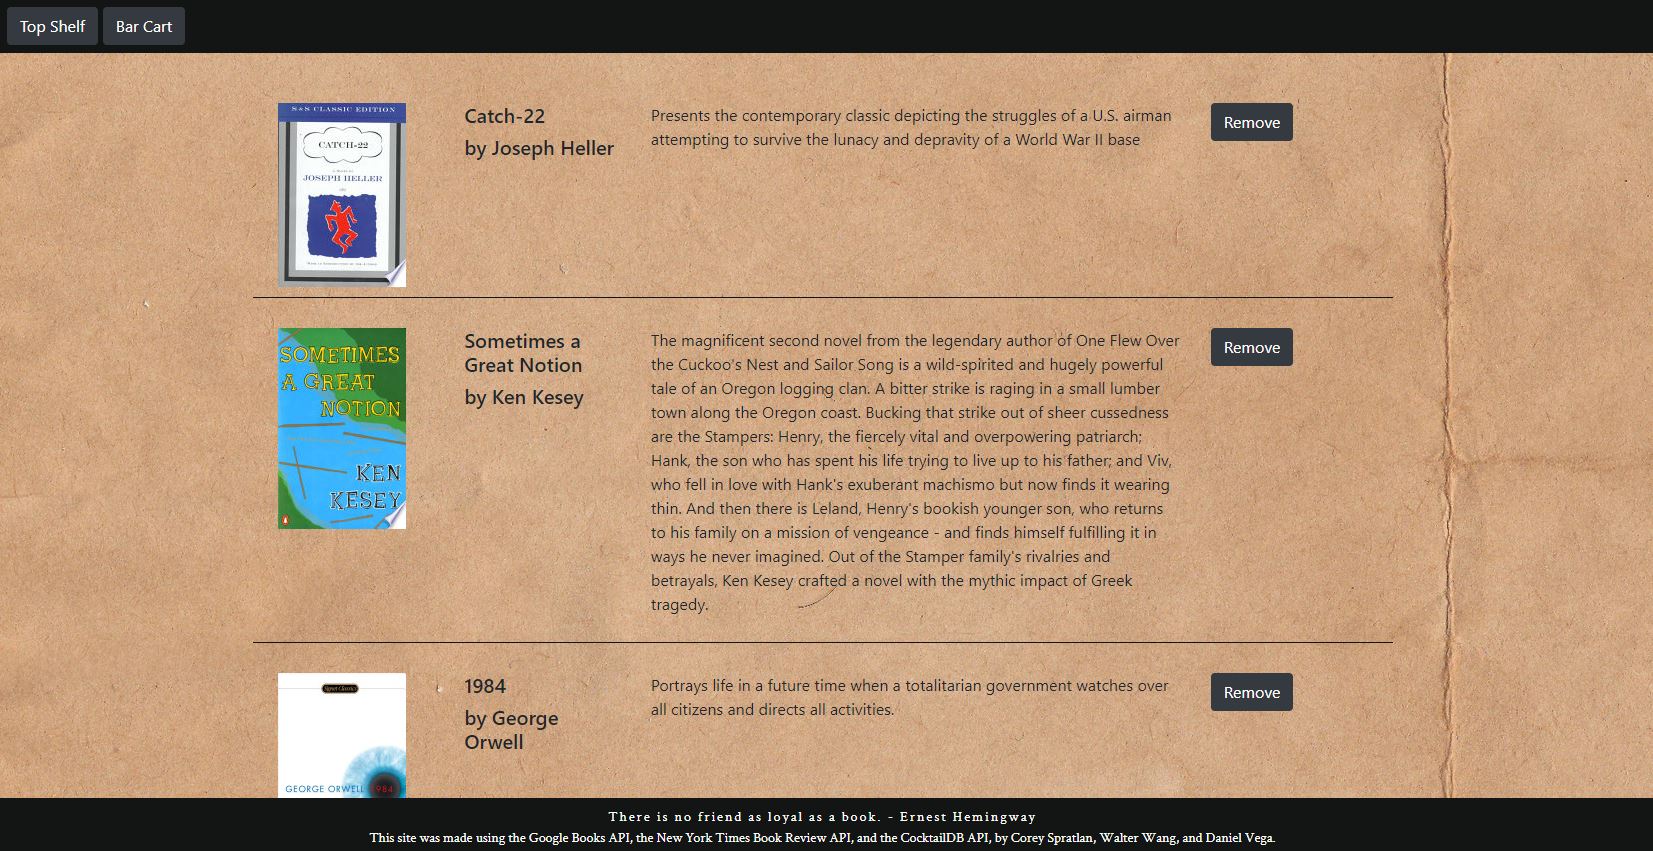 Top Shelf
Bar Cart
S&S CLASSIC EDITION
CATCH-22
JOSEPH HELLER
Catch-22
by Joseph Heller
Presents the contemporary classic depicting the struggles of a U.S. airman
attempting to survive the lunacy and depravity of a World War II base
Remove
SOMETIMES
A GREAT
NOTION
KEN
KESEY
Sometimes a
Great Notion
by Ken Kesey
The magnificent second novel from the legendary author of One Flew Over
the Cuckoo's Nest and Sailor Song is a wild-spirited and hugely powerful
tale of an Oregon logging clan. A bitter strike is raging in a small lumber
town along the Oregon coast. Bucking that strike out of sheer cussedness
are the Stampers: Henry, the fiercely vital and overpowering patriarch;
Hank, the son who has spent his life trying to live up to his father; and Viv,
who fell in love with Hank's exuberant machismo but now finds it wearing
thin. And then there is Leland, Henry's bookish younger son, who returns
to his family on a mission of vengeance - and finds himself fulfilling it in
ways he never imagined. Out of the Stamper family's rivalries and
betrayals, Ken Kesey crafted a novel with the mythic impact of Greek
tragedy.
Remove
Signet Classics
GEORGE ORWELL 1984
1984
by George
Orwell
Portrays life in a future time when a totalitarian government watches over
all citizens and directs all activities.
Remove
There is no friend as loyal as a book. - Ernest Hemingway
This site was made using the Google Books API, the New York Times Book Review API, and the CocktailDB API, by Corey Spratlan, Walter Wang, and Daniel Vega.